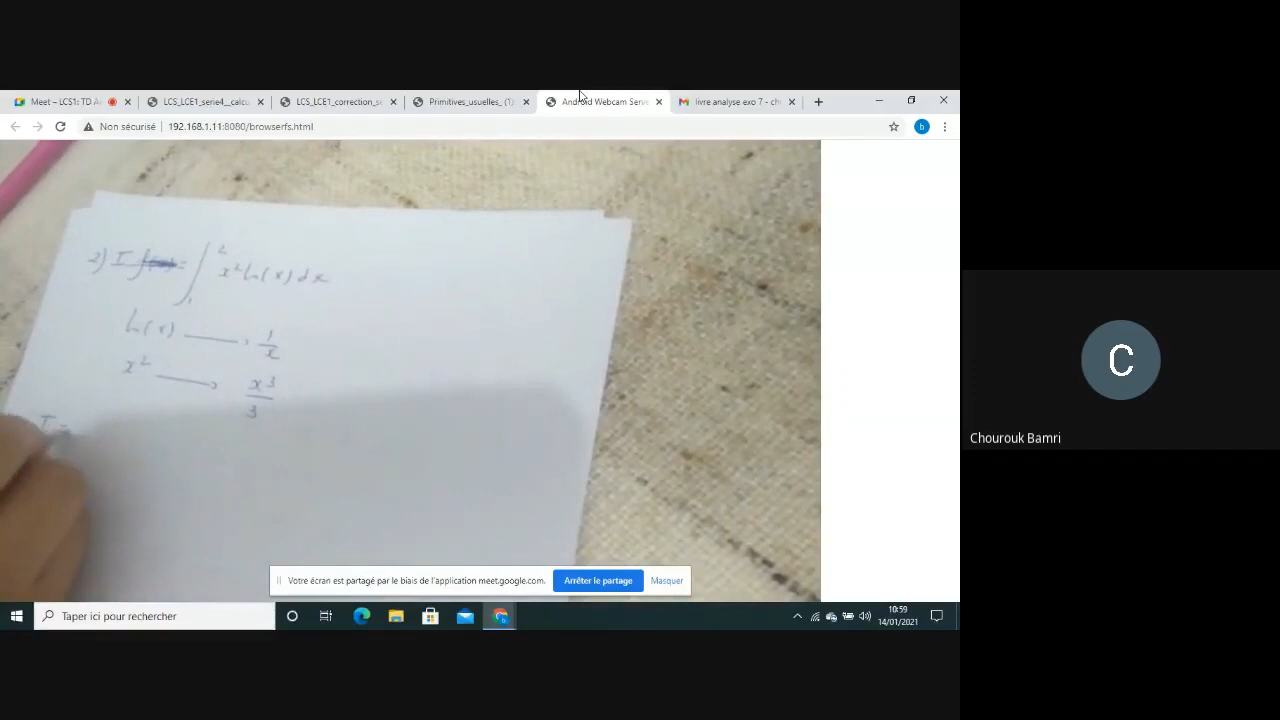 Meet – LCS1: TD A
LCS_LCE1_serie4__calcu
LCS_LCE1_correction_s
Primitives_usuelles_ (1)
Android Webcam Serve
livre analyse exo 7 - ch
Non sécurisé
192.168.1.11:8080/browserfs.html
b
2) I = ∫₁² x² ln(x) dx
ln(x) → 1/x
x² → x³/3
I =
C
Chourouk Bamri
Votre écran est partagé par le biais de l'application meet.google.com.
Arrêter le partage
Masquer
Taper ici pour rechercher
10:59
14/01/2021